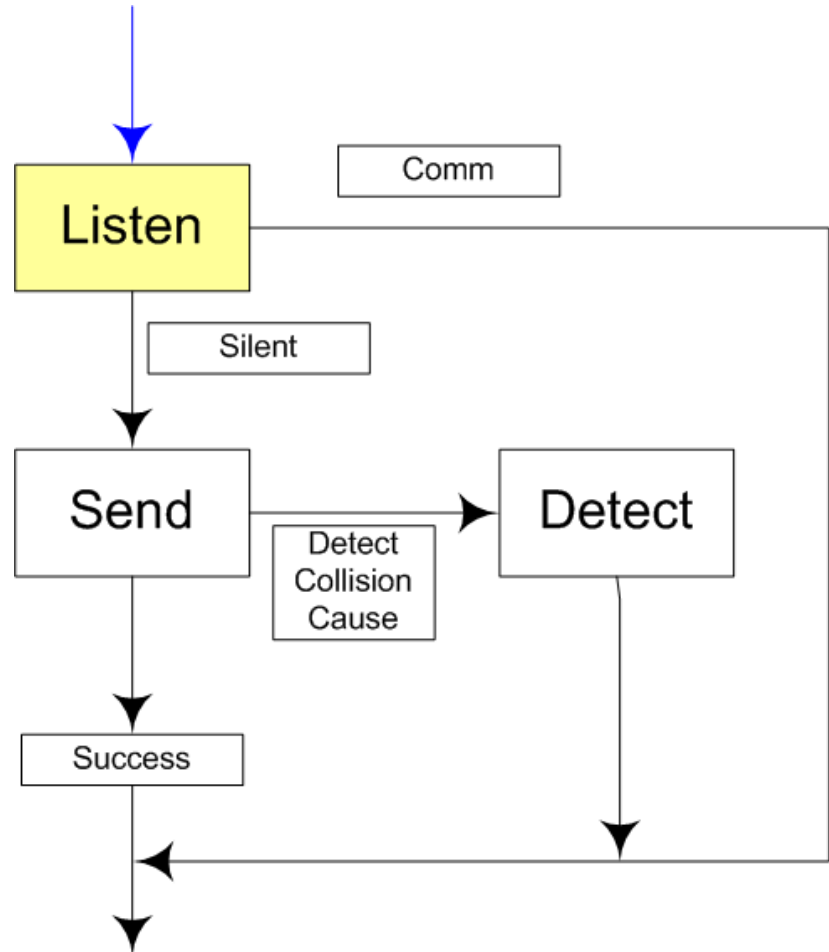 Comm
Listen
Silent
Send
Detect
Detect
Collision
Cause
Success